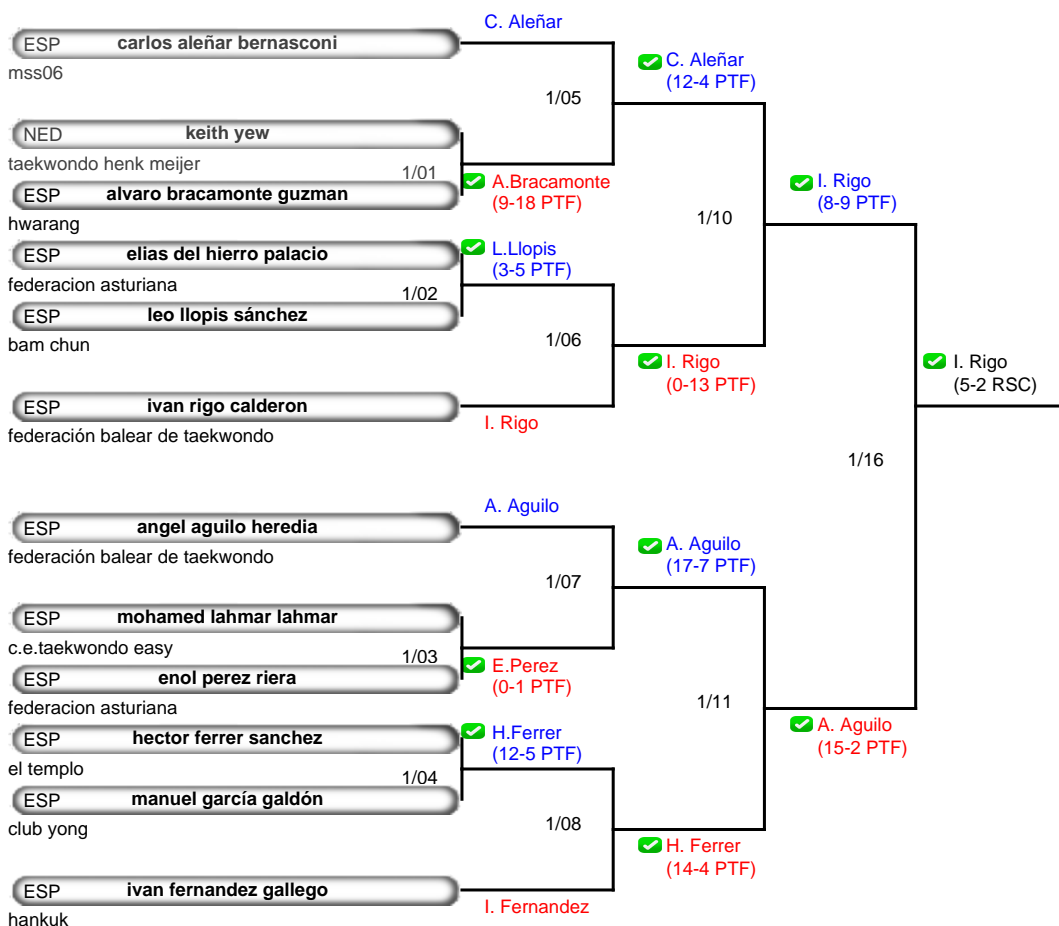 C. Aleñar
ESP carlos aleñar bernasconi
mss06
C. Aleñar
(12-4 PTF)
1/05
NED keith yew
taekwondo henk meijer
1/01
A.Bracamonte
(9-18 PTF)
ESP alvaro bracamonte guzman
hwarang
I. Rigo
(8-9 PTF)
1/10
ESP elias del hierro palacio
federacion asturiana
L.Llopis
(3-5 PTF)
1/02
ESP leo llopis sánchez
bam chun
1/06
I. Rigo
(0-13 PTF)
I. Rigo
(5-2 RSC)
ESP ivan rigo calderon
federación balear de taekwondo
I. Rigo
1/16
A. Aguilo
ESP angel aguilo heredia
federación balear de taekwondo
A. Aguilo
(17-7 PTF)
1/07
ESP mohamed lahmar lahmar
c.e.taekwondo easy
1/03
E.Perez
(0-1 PTF)
ESP enol perez riera
federacion asturiana
1/11
A. Aguilo
(15-2 PTF)
ESP hector ferrer sanchez
el templo
H.Ferrer
(12-5 PTF)
1/04
ESP manuel garcía galdón
club yong
1/08
H. Ferrer
(14-4 PTF)
ESP ivan fernandez gallego
hankuk
I. Fernandez